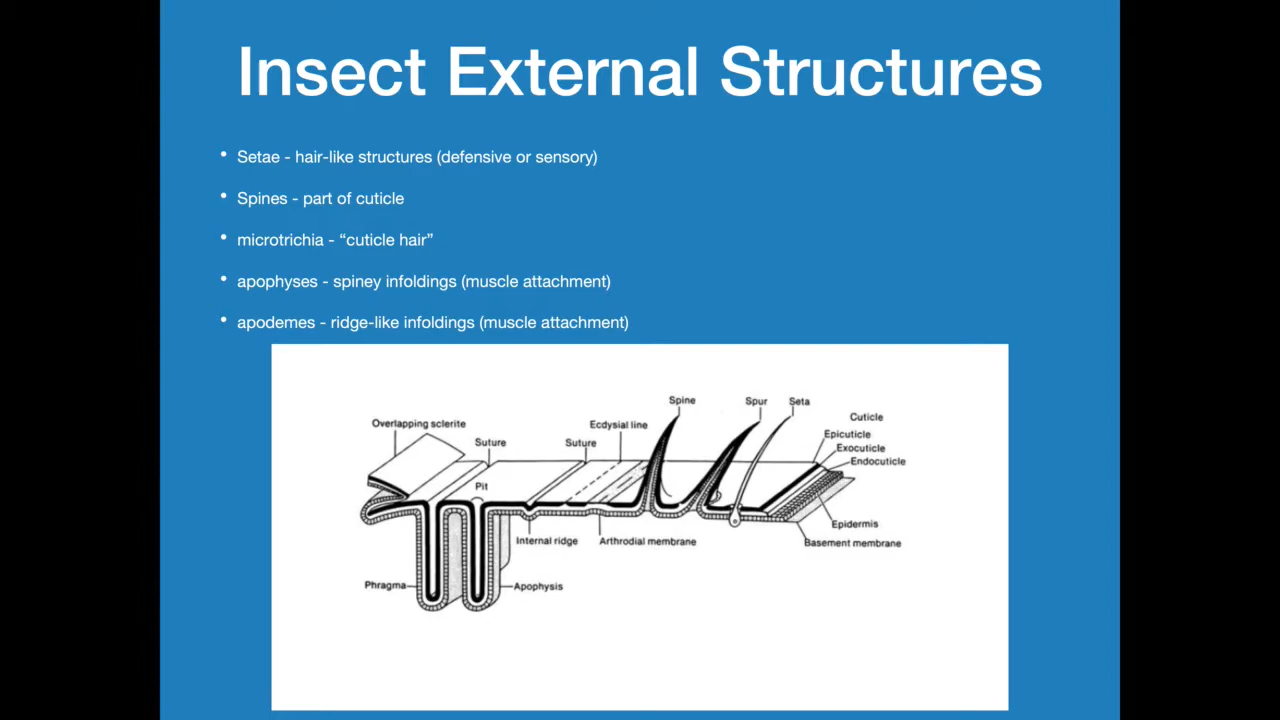 Insect External Structures
• Setae - hair-like structures (defensive or sensory)
• Spines - part of cuticle
• microtrichia - “cuticle hair”
• apophyses - spiney infoldings (muscle attachment)
• apodemes - ridge-like infoldings (muscle attachment)
Spine
Spur
Seta
Overlapping sclerite
Ecdysial line
Cuticle
Suture
Suture
Epicuticle
Exocuticle
Endocuticle
Pit
Epidermis
Internal ridge
Arthrodial membrane
Basement membrane
Phragma
Apophysis